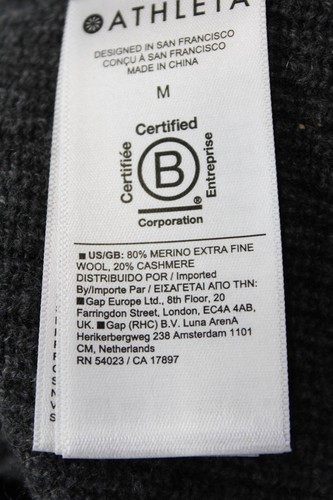 ATHLETA
DESIGNED IN SAN FRANCISCO
CONÇU À SAN FRANCISCO
MADE IN CHINA
M
Certified
Certifiée
B
Entreprise
®
Corporation
■ US/GB: 80% MERINO EXTRA FINE
WOOL, 20% CASHMERE
DISTRIBUIDO POR / Imported
By/Importe Par / ΕΙΣΑΓΕΤΑΙ ΑΠΟ ΤΗΝ:
■ Gap Europe Ltd., 8th Floor, 20
Farringdon Street, London, EC4A 4AB,
UK. ■ Gap (RHC) B.V. Luna ArenA
Herikerbergweg 238 Amsterdam 1101
CM, Netherlands
RN 54023 / CA 17897